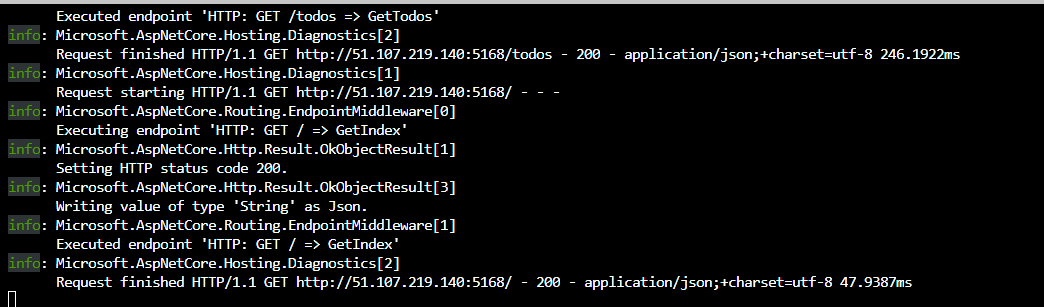 Executed endpoint 'HTTP: GET /todos => GetTodos'
info: Microsoft.AspNetCore.Hosting.Diagnostics[2]
Request finished HTTP/1.1 GET http://51.107.219.140:5168/todos - 200 - application/json;+charset=utf-8 246.1922ms
info: Microsoft.AspNetCore.Hosting.Diagnostics[1]
Request starting HTTP/1.1 GET http://51.107.219.140:5168/ - - -
info: Microsoft.AspNetCore.Routing.EndpointMiddleware[0]
Executing endpoint 'HTTP: GET / => GetIndex'
info: Microsoft.AspNetCore.Http.Result.OkObjectResult[1]
Setting HTTP status code 200.
info: Microsoft.AspNetCore.Http.Result.OkObjectResult[3]
Writing value of type 'String' as Json.
info: Microsoft.AspNetCore.Routing.EndpointMiddleware[1]
Executed endpoint 'HTTP: GET / => GetIndex'
info: Microsoft.AspNetCore.Hosting.Diagnostics[2]
Request finished HTTP/1.1 GET http://51.107.219.140:5168/ - 200 - application/json;+charset=utf-8 47.9387ms